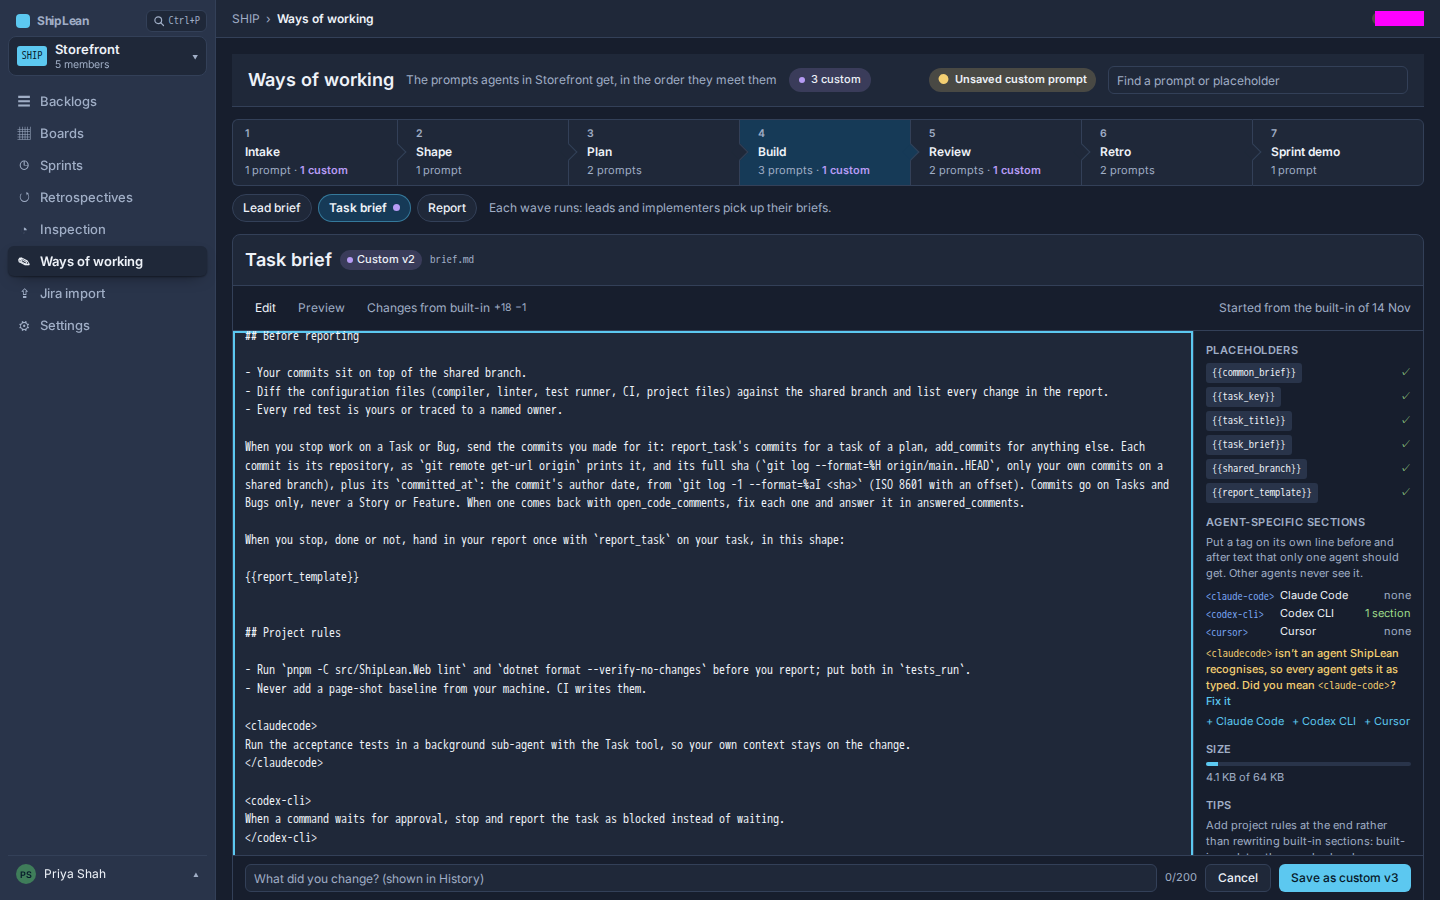 ShipLean
Ctrl+P
SHIP
Storefront
5 members
Backlogs
Boards
Sprints
Retrospectives
Inspection
Ways of working
Jira import
Settings
PS
Priya Shah
SHIP › Ways of working
Ways of working
The prompts agents in Storefront get, in the order they meet them
3 custom
Unsaved custom prompt
Find a prompt or placeholder
1
Intake
1 prompt · 1 custom
2
Shape
1 prompt
3
Plan
2 prompts
4
Build
3 prompts · 1 custom
5
Review
2 prompts · 1 custom
6
Retro
2 prompts
7
Sprint demo
1 prompt
Lead brief
Task brief
Report
Each wave runs: leads and implementers pick up their briefs.
Task brief
Custom v2
brief.md
Edit
Preview
Changes from built-in +18 −1
Started from the built-in of 14 Nov
## Before reporting
- Your commits sit on top of the shared branch.
- Diff the configuration files (compiler, linter, test runner, CI, project files) against the shared branch and list every change in the report.
- Every red test is yours or traced to a named owner.
When you stop work on a Task or Bug, send the commits you made for it: report_task's commits for a task of a plan, add_commits for anything else. Each
commit is its repository, as `git remote get-url origin` prints it, and its full sha (`git log --format=%H origin/main..HEAD`, only your own commits on a
shared branch), plus its `committed_at`: the commit's author date, from `git log -1 --format=%aI <sha>` (ISO 8601 with an offset). Commits go on Tasks and
Bugs only, never a Story or Feature. When one comes back with open_code_comments, fix each one and answer it in answered_comments.
When you stop, done or not, hand in your report once with `report_task` on your task, in this shape:
{{report_template}}
## Project rules
- Run `pnpm -C src/ShipLean.Web lint` and `dotnet format --verify-no-changes` before you report; put both in `tests_run`.
- Never add a page-shot baseline from your machine. CI writes them.
<claudecode>
Run the acceptance tests in a background sub-agent with the Task tool, so your own context stays on the change.
</claudecode>
<codex-cli>
When a command waits for approval, stop and report the task as blocked instead of waiting.
</codex-cli>
PLACEHOLDERS
{{common_brief}} ✓
{{task_key}} ✓
{{task_title}} ✓
{{task_brief}} ✓
{{shared_branch}} ✓
{{report_template}} ✓
AGENT-SPECIFIC SECTIONS
Put a tag on its own line before and
after text that only one agent should
get. Other agents never see it.
<claude-code> Claude Code none
<codex-cli> Codex CLI 1 section
<cursor> Cursor none
<claudecode> isn't an agent ShipLean
recognises, so every agent gets it as
typed. Did you mean <claude-code>?
Fix it
+ Claude Code + Codex CLI + Cursor
SIZE
4.1 KB of 64 KB
TIPS
Add project rules at the end rather
than rewriting built-in sections: built-
What did you change? (shown in History)
0/200
Cancel
Save as custom v3